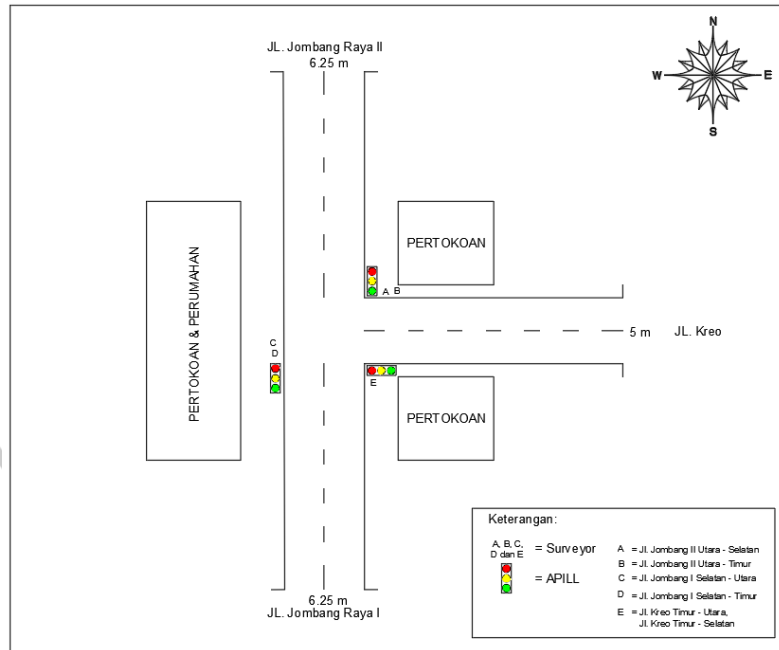 JL. Jombang Raya II
6.25 m
N
W
E
S
PERTOKOAN & PERUMAHAN
PERTOKOAN
A B
C
D
5 m
JL. Kreo
E
PERTOKOAN
6.25 m
JL. Jombang Raya I
Keterangan:
A, B, C,
D dan E
= Surveyor
= APILL
A = Jl. Jombang II Utara - Selatan
B = Jl. Jombang II Utara - Timur
C = Jl. Jombang I Selatan - Utara
D = Jl. Jombang I Selatan - Timur
E = Jl. Kreo Timur - Utara,
Jl. Kreo Timur - Selatan